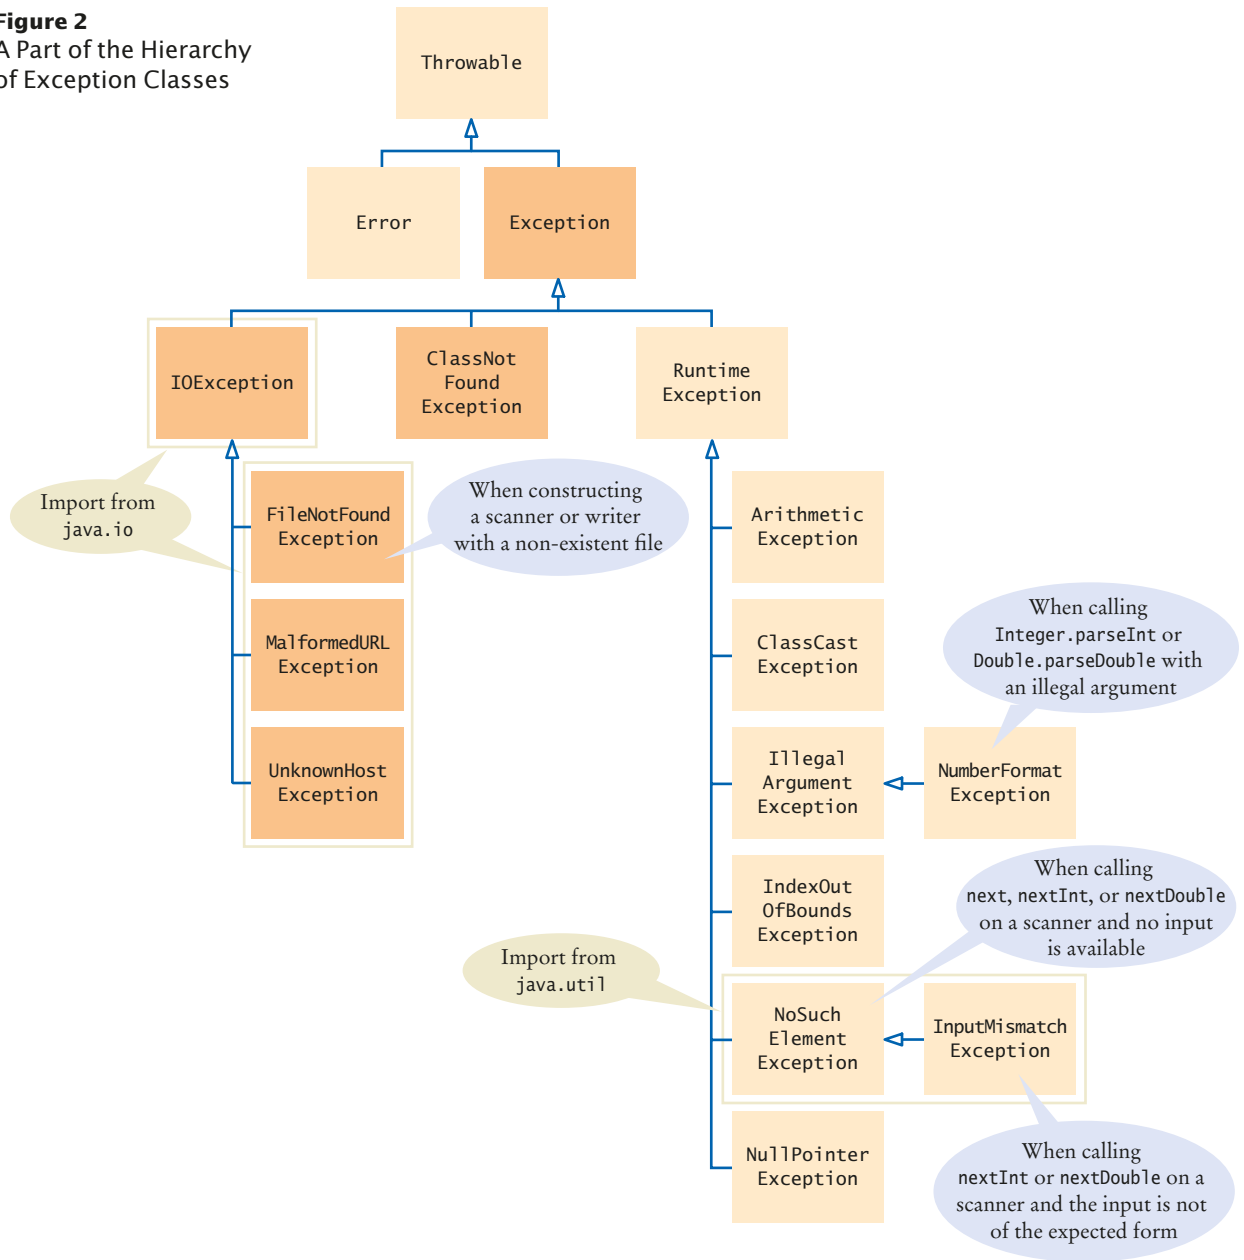 Figure 2
A Part of the Hierarchy
of Exception Classes
Throwable
Error
Exception
IOException
ClassNot
Found
Exception
Runtime
Exception
Import from
java.io
FileNotFound
Exception
When constructing
a scanner or writer
with a non-existent file
Arithmetic
Exception
MalformedURL
Exception
ClassCast
Exception
When calling
Integer.parseInt or
Double.parseDouble with
an illegal argument
UnknownHost
Exception
Illegal
Argument
Exception
NumberFormat
Exception
IndexOut
OfBounds
Exception
When calling
next, nextInt, or nextDouble
on a scanner and no input
is available
Import from
java.util
NoSuch
Element
Exception
InputMismatch
Exception
NullPointer
Exception
When calling
nextInt or nextDouble on a
scanner and the input is not
of the expected form